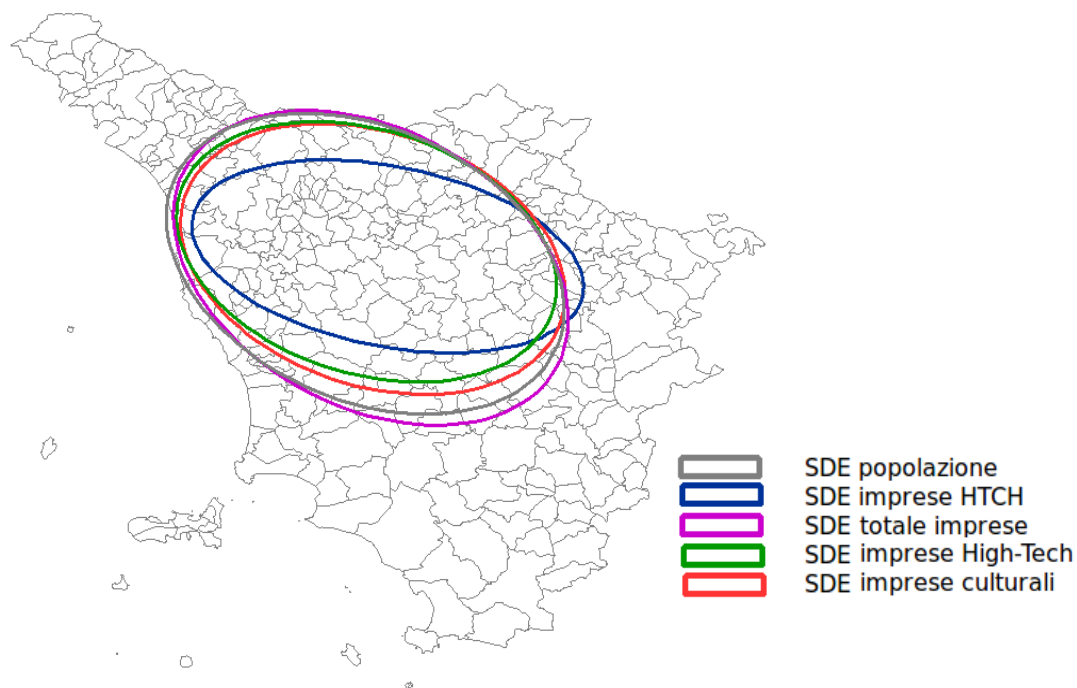 SDE popolazione
SDE imprese HTCH
SDE totale imprese
SDE imprese High-Tech
SDE imprese culturali